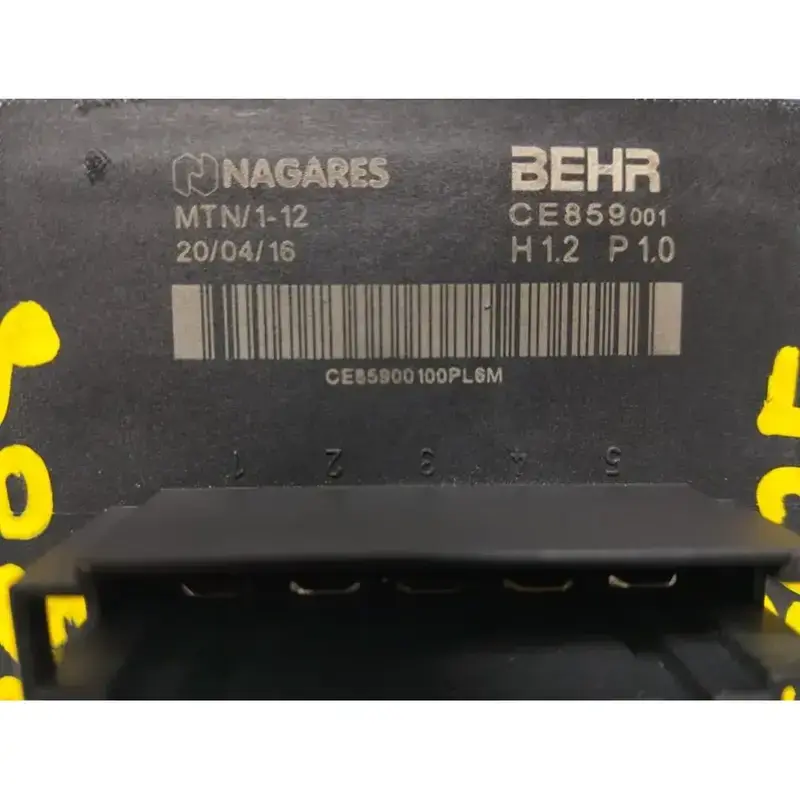 NAGARES BEHR
MTN/1-12 CE859001
20/04/16 H1.2 P1.0
CE85900100PL6M
1 2 3 4 5